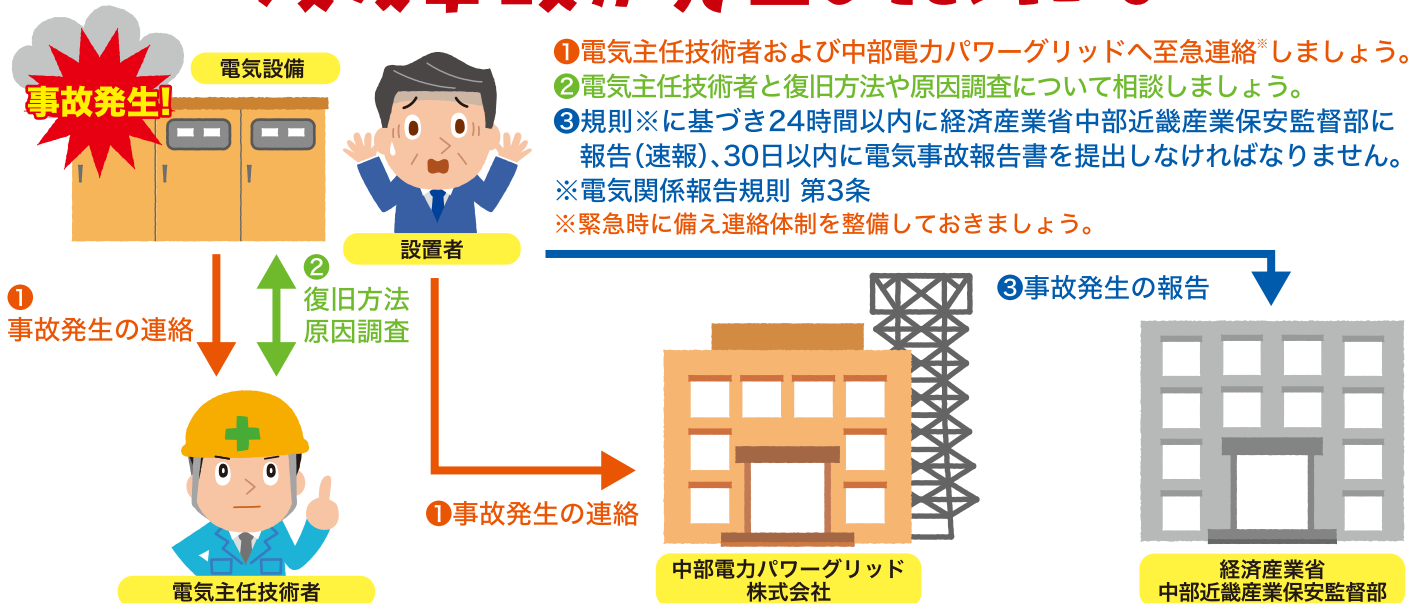 電気設備
事故発生!
設置者
❶電気主任技術者および中部電力パワーグリッドへ至急連絡※しましょう。
❷電気主任技術者と復旧方法や原因調査について相談しましょう。
❸規則※に基づき24時間以内に経済産業省中部近畿産業保安監督部に
報告(速報)、30日以内に電気事故報告書を提出しなければなりません。
※電気関係報告規則 第3条
※緊急時に備え連絡体制を整備しておきましょう。
❶
事故発生の連絡
❷
復旧方法
原因調査
❸事故発生の報告
❶事故発生の連絡
電気主任技術者
中部電力パワーグリッド
株式会社
経済産業省
中部近畿産業保安監督部